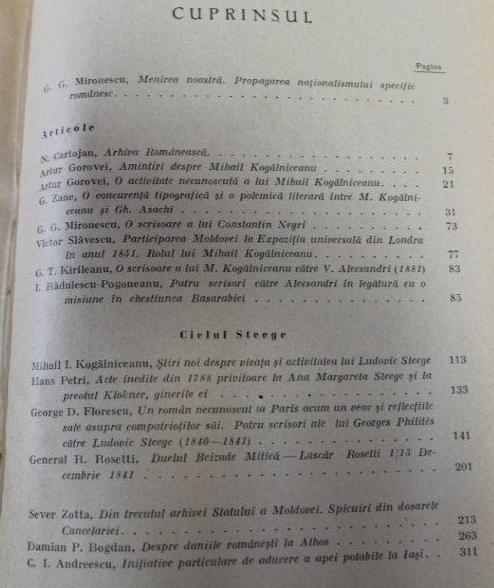 CUPRINSUL
Pagina
G. G. Mironescu, Menirea noastră. Propagarea naționalismului specific
românesc. . . . . . . . . . . . . . . . . . . . . . 3
Articole
N. Cartojan, Arhiva Românească. . . . . . . . . . . . . . . 7
Artur Gorovei, Amintiri despre Mihail Kogălniceanu . . . . . . . . 15
Artur Gorovei, O activitate necunoscută a lui Mihail Kogălniceanu. . . . 21
G. Zane, O concurență tipografică și o polemică literară între M. Kogălni-
ceanu și Gh. Asachi . . . . . . . . . . . . . . . . . . 31
G. G. Mironescu, O scrisoare a lui Constantin Negri . . . . . . . . 73
Victor Slăvescu, Participarea Moldovei la Expoziția universală din Londra
în anul 1851. Rolul lui Mihail Kogălniceanu. . . . . . . . . 77
G. T. Kirileanu, O scrisoare a lui M. Kogălniceanu către V. Alecsandri (1881) 83
I. Rădulescu-Pogoneanu, Patru scrisori către Alecsandri în legătură cu o
misiune în chestiunea Basarabiei . . . . . . . . . . . . . 85
Ciclul Steege
Mihail I. Kogălniceanu, Știri noi despre vieața și activitatea lui Ludovic Steege 113
Hans Petri, Acte inedite din 1788 privitoare la Ana Margareta Steege și la
preotul Klokner, ginerile ei . . . . . . . . . . . . . . . 133
George D. Florescu, Un român necunoscut la Paris acum un veac și reflecțiile
sale asupra compatrioților săi. Patru scrisori ale lui Georges Philitès
către Ludovic Steege (1840—1841) . . . . . . . . . . . . . 141
General R. Rosetti, Duelul Beizade Mitică — Lascăr Rosetti 1/13 De-
cembrie 1841 . . . . . . . . . . . . . . . . . . . . 201
Sever Zotta, Din trecutul arhivei Statului a Moldovei. Spicuiri din dosarele
Cancelariei. . . . . . . . . . . . . . . . . . . . . 213
Damian P. Bogdan, Despre daniile românești la Athos . . . . . . . . 263
C. I. Andreescu, Inițiative particulare de aducere a apei potabile la Iași. . 311